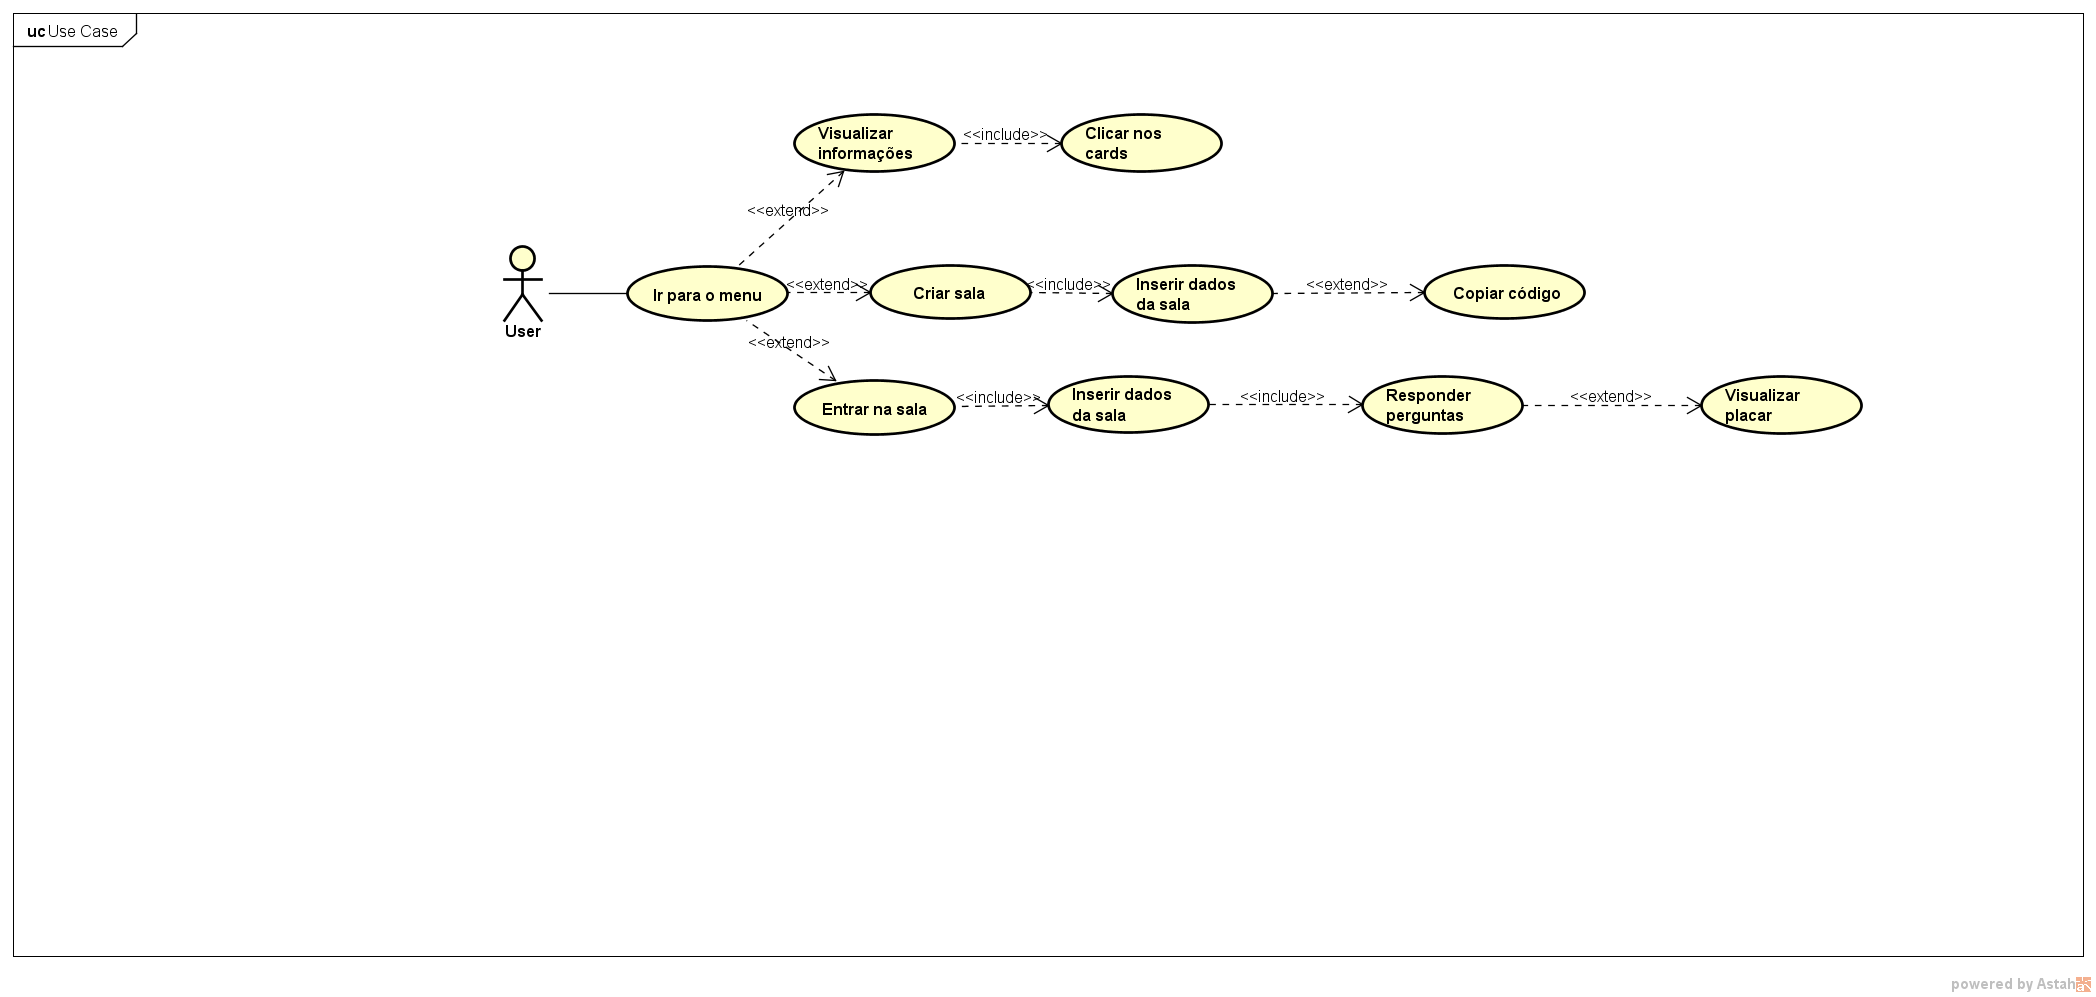 uc Use Case
Visualizar
informações
<<include>>
Clicar nos
cards
<<extend>>
User
Ir para o menu
<<extend>>
Criar sala
<<include>>
Inserir dados
da sala
<<extend>>
Copiar código
<<extend>>
Entrar na sala
<<include>>
Inserir dados
da sala
<<include>>
Responder
perguntas
<<extend>>
Visualizar
placar
powered by Astah